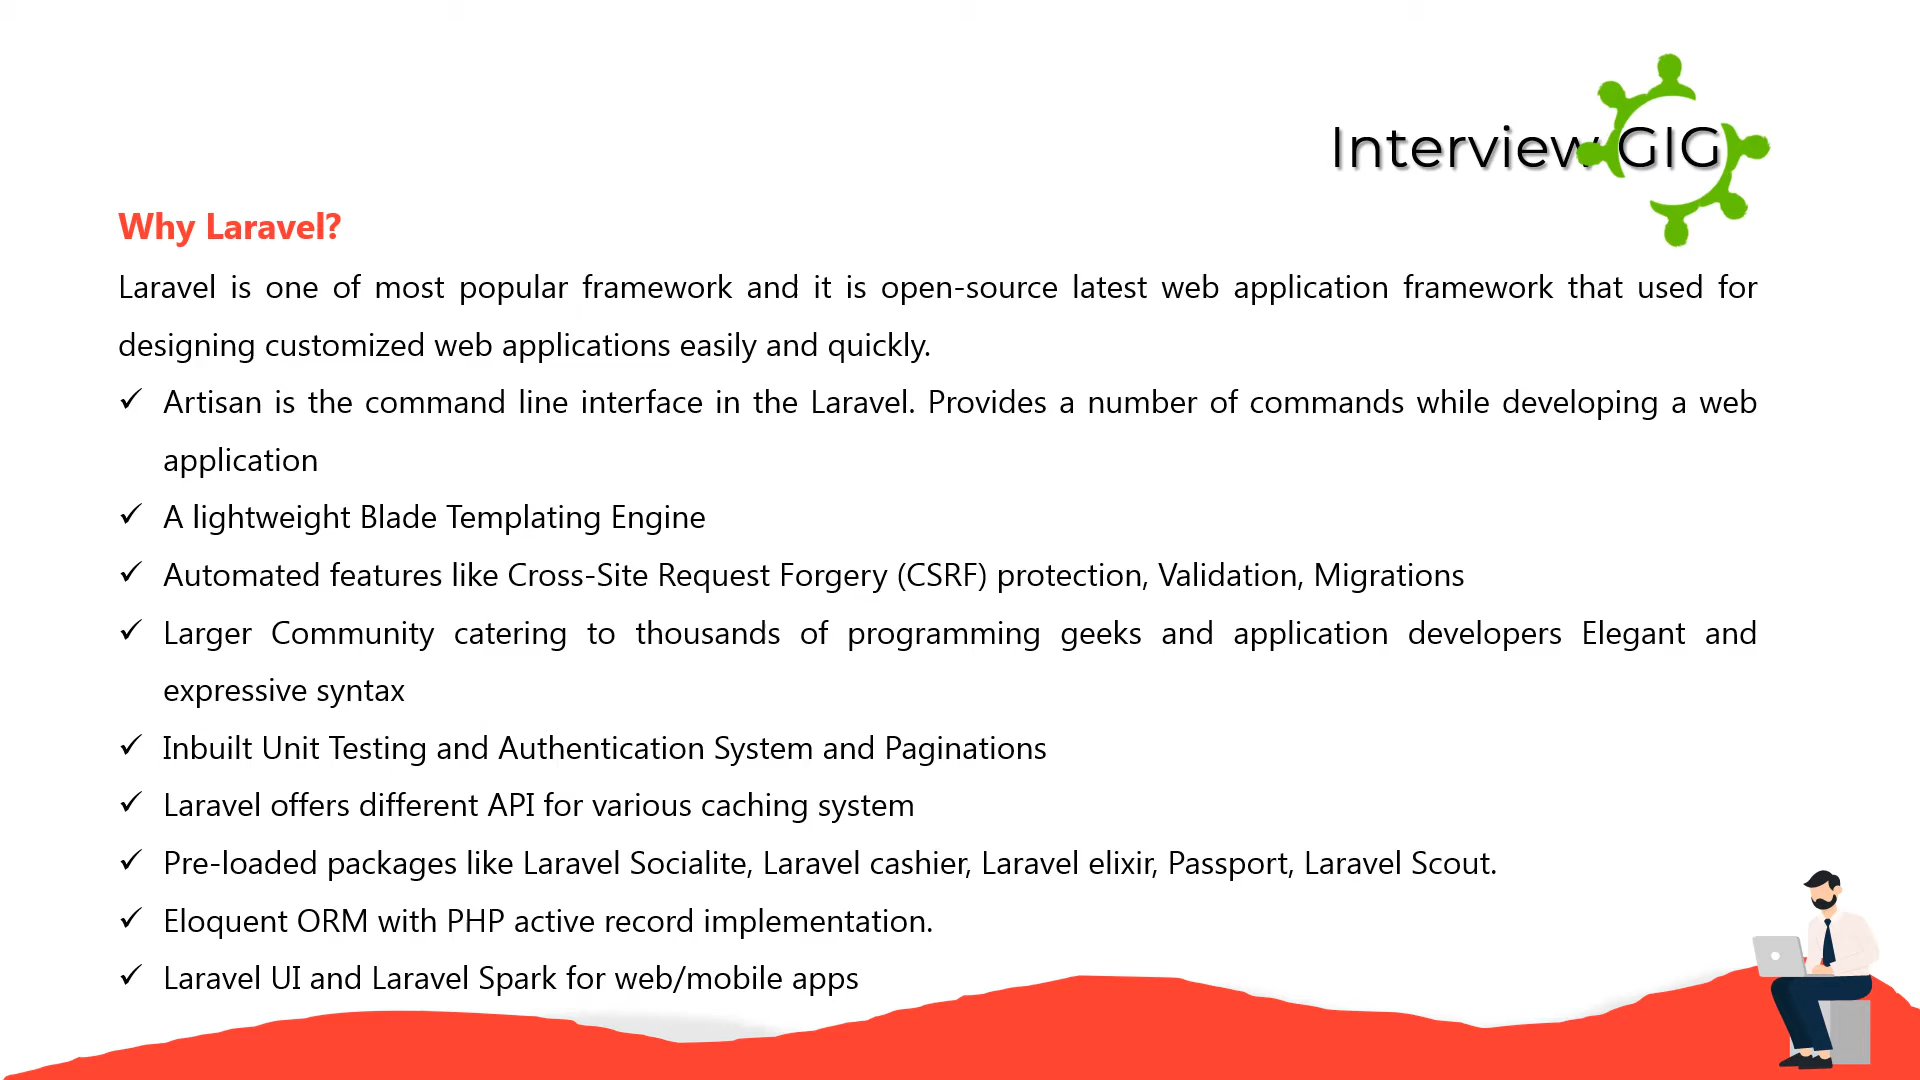 Interview GIG
Why Laravel?
Laravel is one of most popular framework and it is open-source latest web application framework that used for
designing customized web applications easily and quickly.
✓ Artisan is the command line interface in the Laravel. Provides a number of commands while developing a web
application
✓ A lightweight Blade Templating Engine
✓ Automated features like Cross-Site Request Forgery (CSRF) protection, Validation, Migrations
✓ Larger Community catering to thousands of programming geeks and application developers Elegant and
expressive syntax
✓ Inbuilt Unit Testing and Authentication System and Paginations
✓ Laravel offers different API for various caching system
✓ Pre-loaded packages like Laravel Socialite, Laravel cashier, Laravel elixir, Passport, Laravel Scout.
✓ Eloquent ORM with PHP active record implementation.
✓ Laravel UI and Laravel Spark for web/mobile apps